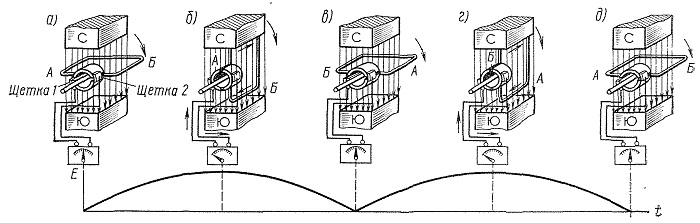 а) б) в) г) д)
С С С С С
А Б А Б Б А Б А А Б
Щетка 1 Щетка 2
Ю Ю Ю Ю Ю
E
t